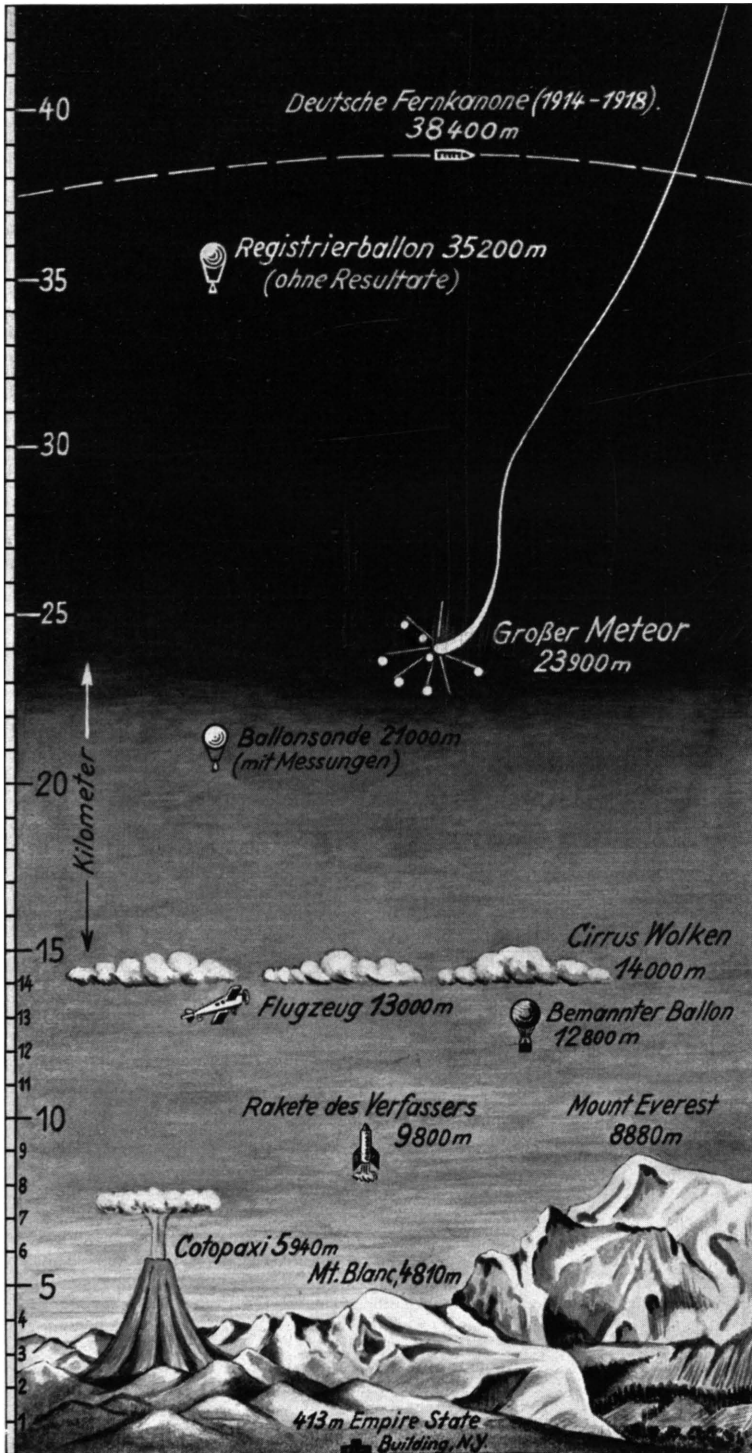 40
Deutsche Fernkanone (1914-1918).
38400m
Registrierballon 35200m
(ohne Resultate)
35
30
25
Großer Meteor
23900m
Ballonsonde 21000m
(mit Messungen)
Kilometer
20
15
Cirrus Wolken
14000m
14
Flugzeug 13000m
13
Bemannter Ballon
12800m
12
11
10
Rakete des Verfassers
9800m
Mount Everest
8880m
9
8
7
6
Cotopaxi 5940m
Mt. Blanc, 4810m
5
4
3
2
1
413m Empire State
Building, N.Y.